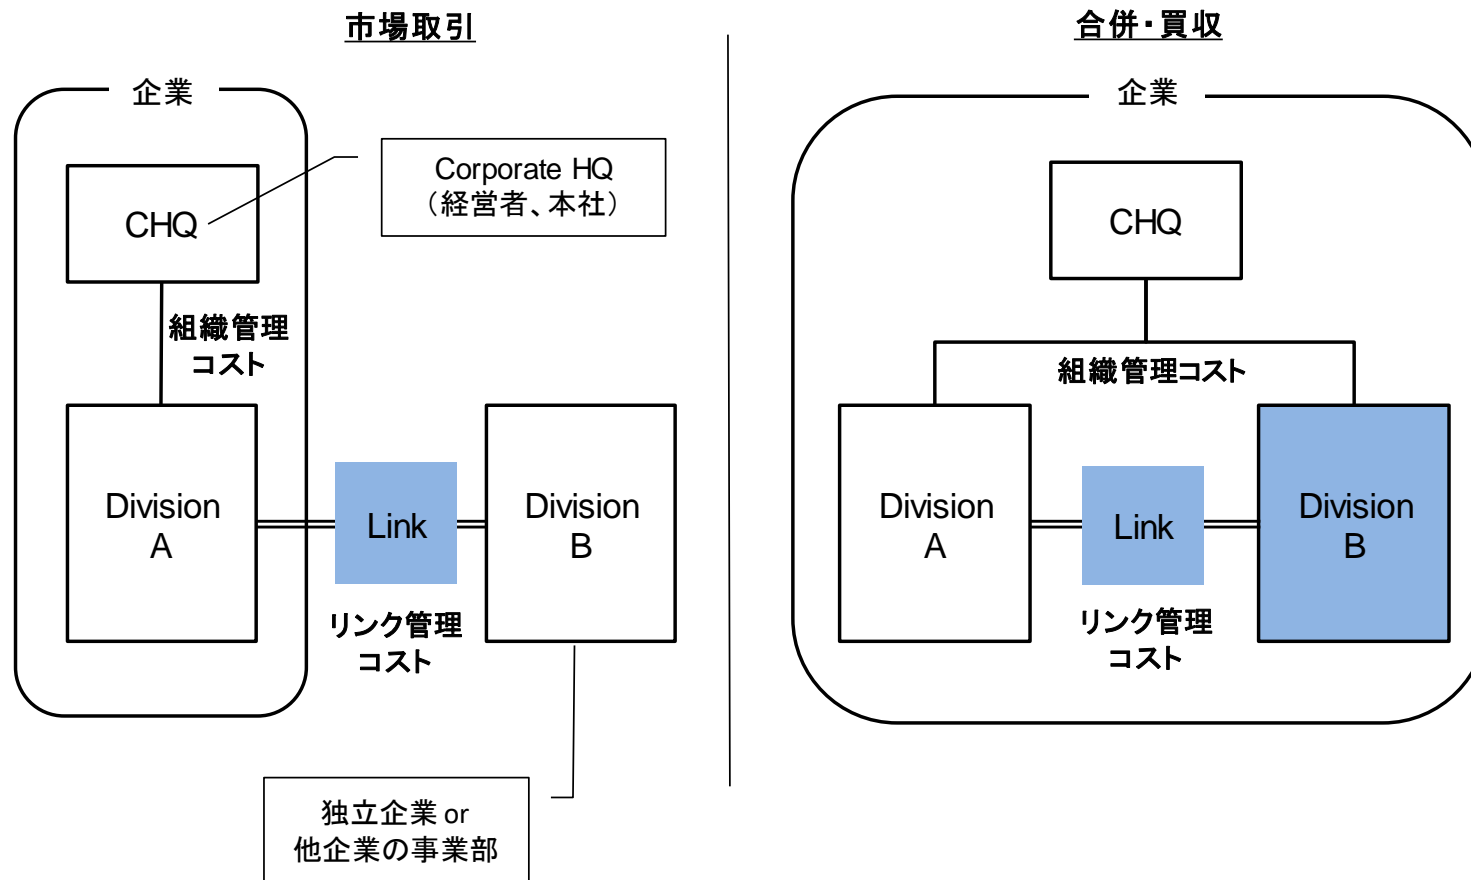 市場取引
企業
CHQ
Corporate HQ
（経営者、本社）
組織管理
コスト
Division
A
Link
Division
B
リンク管理
コスト
独立企業 or
他企業の事業部
合併・買収
企業
CHQ
組織管理コスト
Division
A
Link
Division
B
リンク管理
コスト